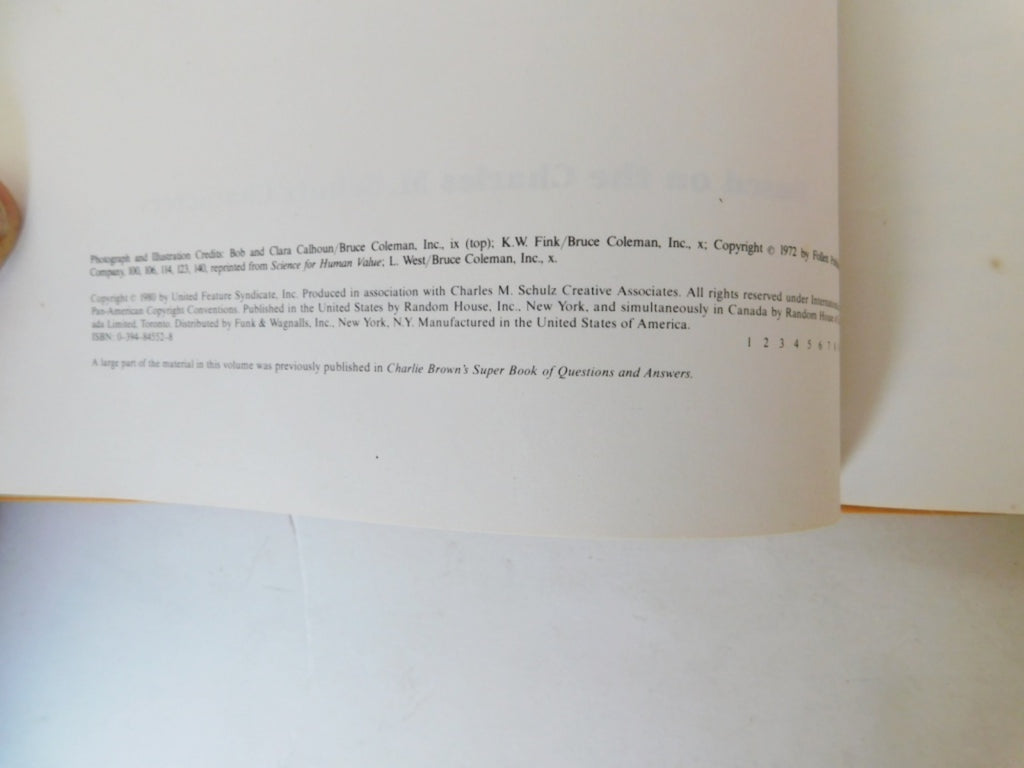 Photograph and Illustration Credits: Bob and Clara Calhoun/Bruce Coleman, Inc., ix (top); K.W. Fink/Bruce Coleman, Inc., x; Copyright © 1972 by Follett
Company, 100, 106, 114, 123, 140, reprinted from Science for Human Value; L. West/Bruce Coleman, Inc., x.
Copyright © 1980 by United Feature Syndicate, Inc. Produced in association with Charles M. Schulz Creative Associates. All rights reserved under
Pan-American Copyright Conventions. Published in the United States by Random House, Inc., New York, and simultaneously in Canada by Random House
ada Limited, Toronto. Distributed by Funk & Wagnalls, Inc., New York, N.Y. Manufactured in the United States of America.
ISBN: 0-394-84552-8
1 2 3 4 5 6 7
A large part of the material in this volume was previously published in Charlie Brown's Super Book of Questions and Answers.